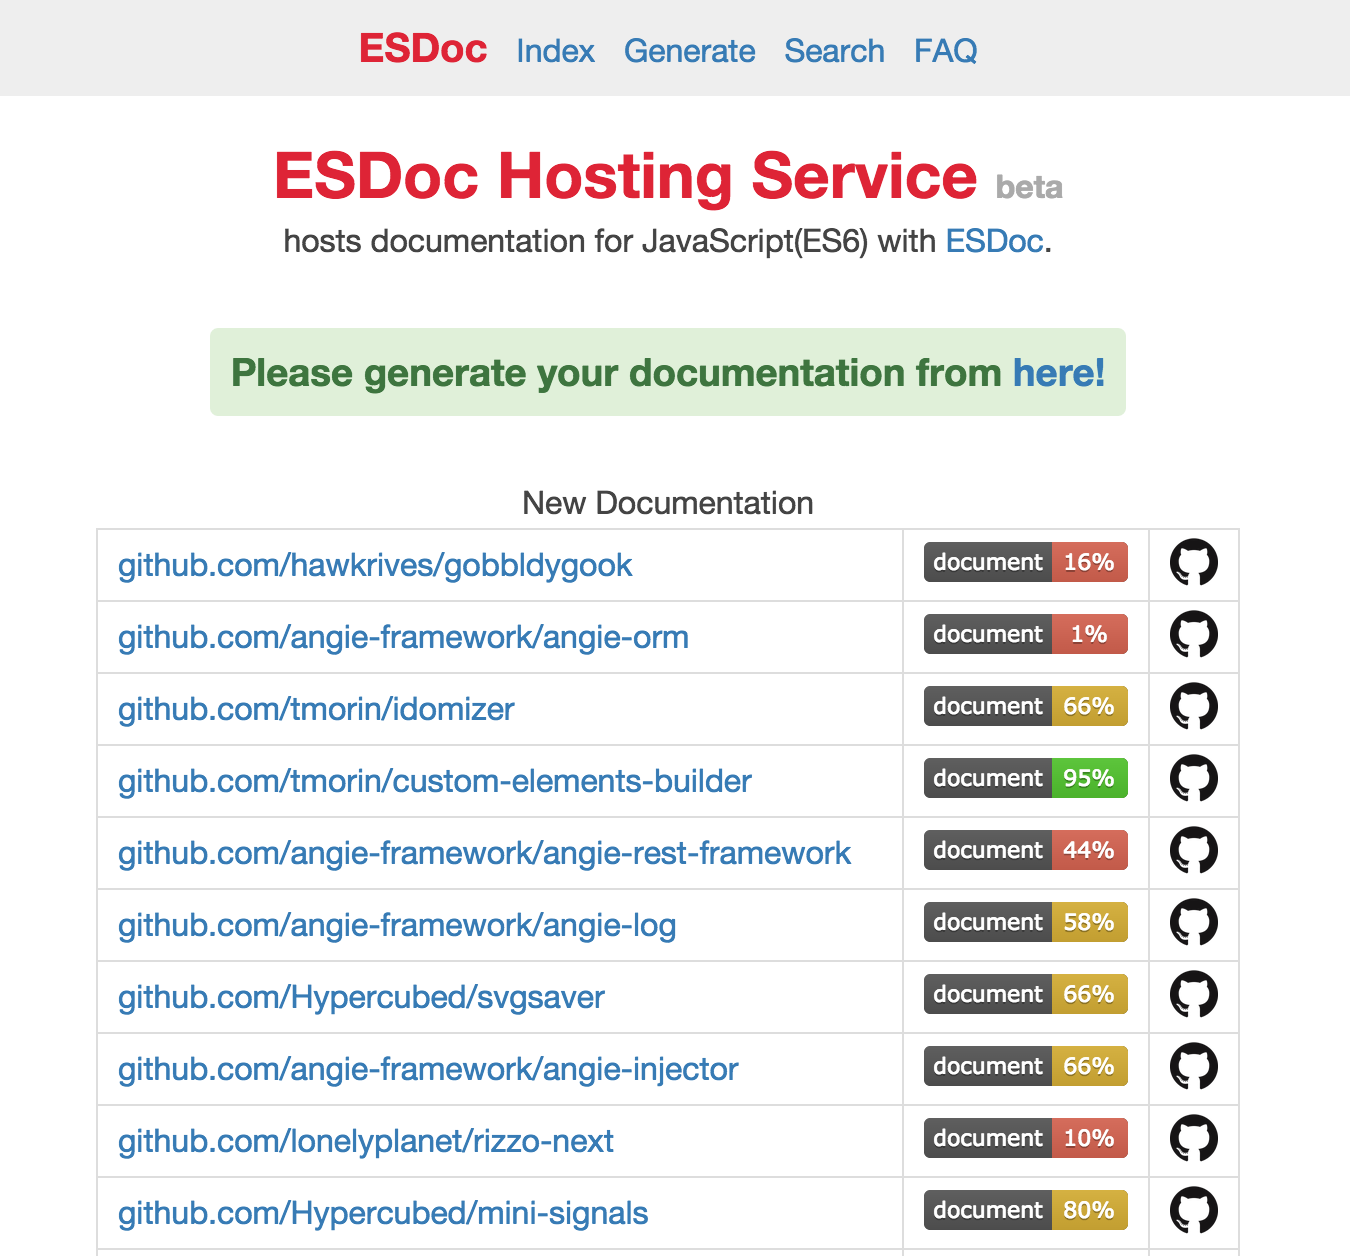 ESDoc Index Generate Search FAQ
ESDoc Hosting Service beta
hosts documentation for JavaScript(ES6) with ESDoc.
Please generate your documentation from here!
New Documentation
github.com/hawkrives/gobbldygook document 16%
github.com/angie-framework/angie-orm document 1%
github.com/tmorin/idomizer document 66%
github.com/tmorin/custom-elements-builder document 95%
github.com/angie-framework/angie-rest-framework document 44%
github.com/angie-framework/angie-log document 58%
github.com/Hypercubed/svgsaver document 66%
github.com/angie-framework/angie-injector document 66%
github.com/lonelyplanet/rizzo-next document 10%
github.com/Hypercubed/mini-signals document 80%